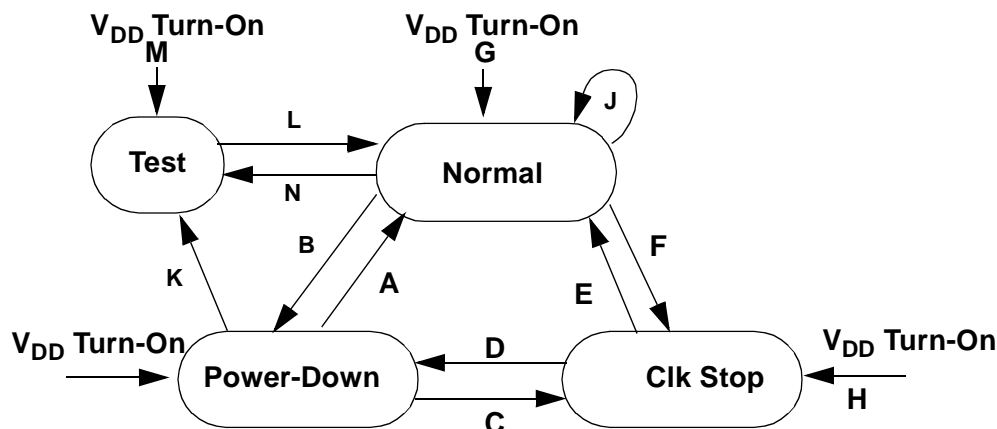 VDD Turn-On
M
VDD Turn-On
G
J
L
Test
Normal
N
B
F
K
A
E
VDD Turn-On
D
VDD Turn-On
Power-Down
Clk Stop
H
C